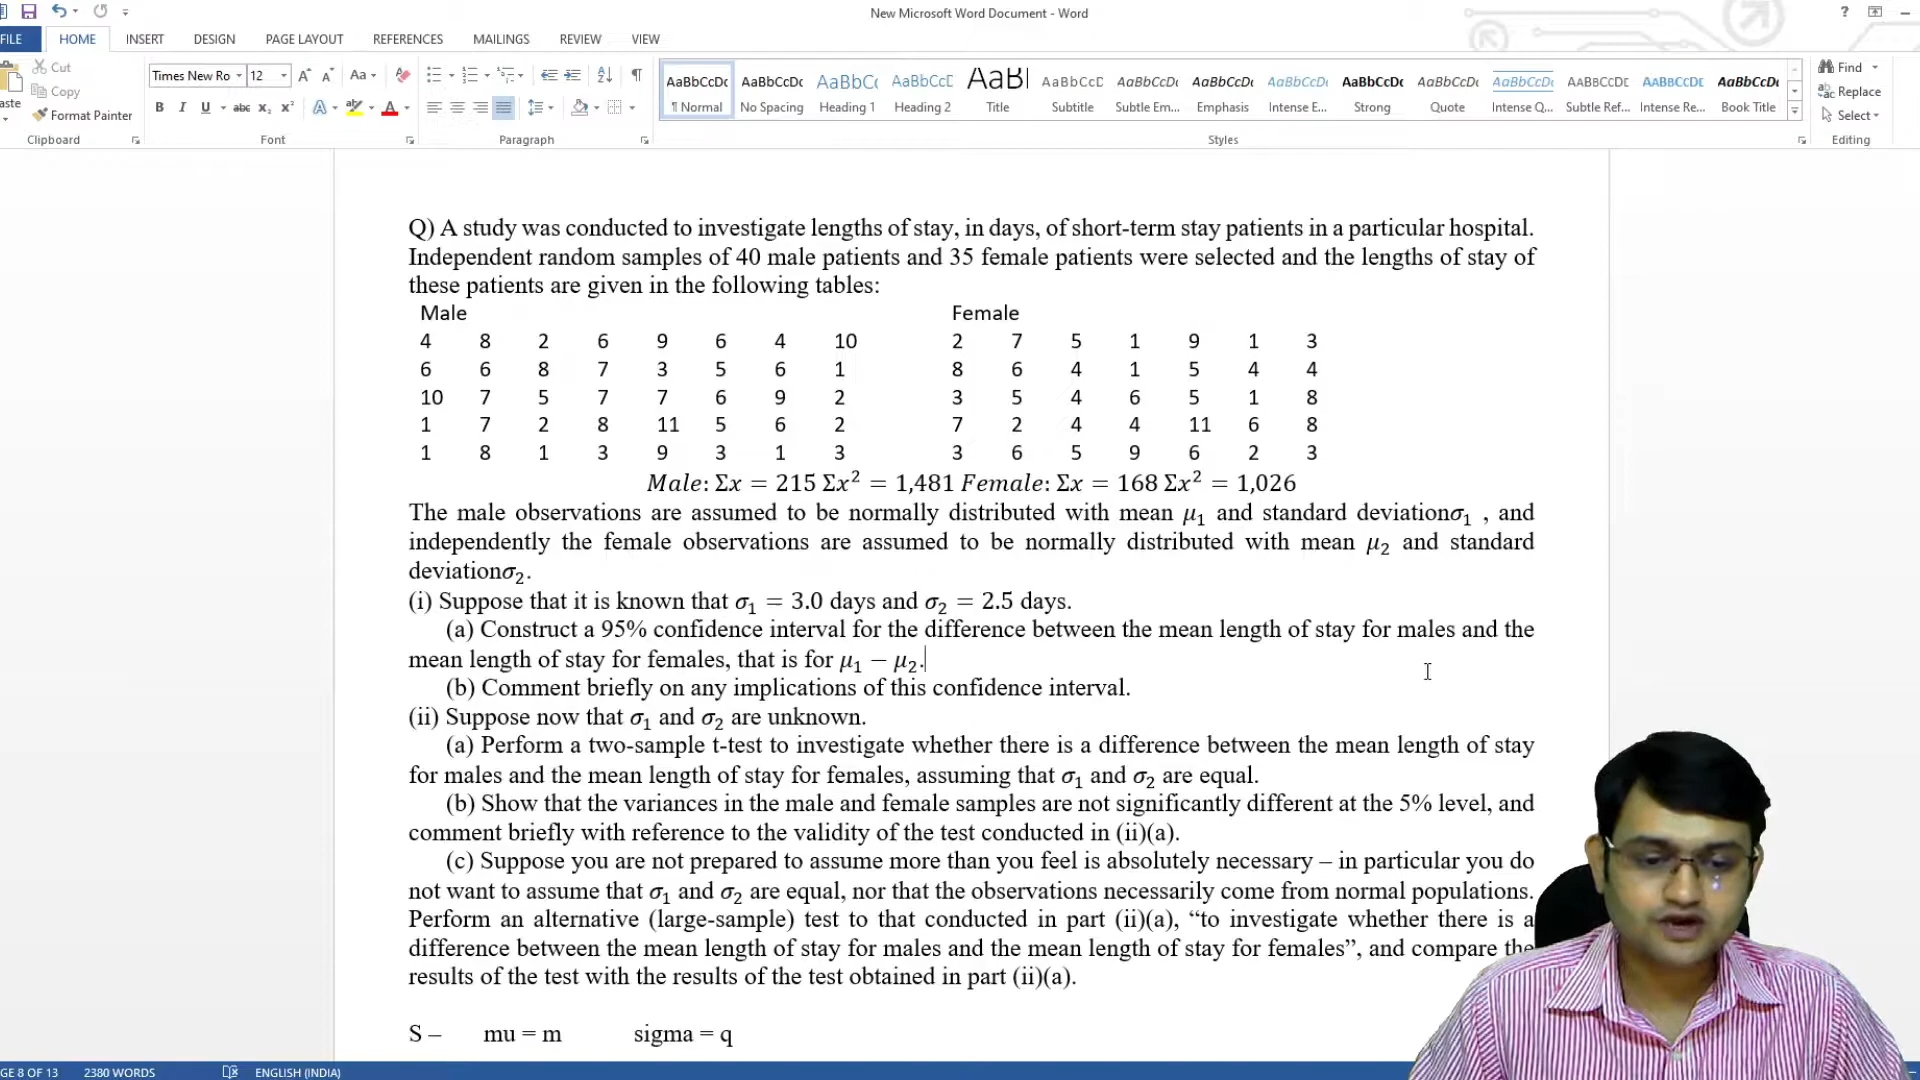 New Microsoft Word Document - Word
FILE HOME INSERT DESIGN PAGE LAYOUT REFERENCES MAILINGS REVIEW VIEW
Cut
Copy
Format Painter
Clipboard
Times New Ro 12
Font
Paragraph
AaBbCcDc AaBbCcDc AaBbCc AaBbCcD AaBl AaBbCcD AaBbCcDc AaBbCcDc AaBbCcDc AaBbCcDc AaBbCcDc AaBbCcDc AABBCCDD AABBCCDD AaBbCcDc
¶ Normal No Spacing Heading 1 Heading 2 Title Subtitle Subtle Em... Emphasis Intense E... Strong Quote Intense Q... Subtle Ref... Intense Re... Book Title
Styles
Find
Replace
Select
Editing
Q) A study was conducted to investigate lengths of stay, in days, of short-term stay patients in a particular hospital.
Independent random samples of 40 male patients and 35 female patients were selected and the lengths of stay of
these patients are given in the following tables:
Male Female
4 8 2 6 9 6 4 10 2 7 5 1 9 1 3
6 6 8 7 3 5 6 1 8 6 4 1 5 4 4
10 7 5 7 7 6 9 2 3 5 4 6 5 1 8
1 7 2 8 11 5 6 2 7 2 4 4 11 6 8
1 8 1 3 9 3 1 3 3 6 5 9 6 2 3
Male: Σx = 215 Σx² = 1,481 Female: Σx = 168 Σx² = 1,026
The male observations are assumed to be normally distributed with mean μ₁ and standard deviationσ₁ , and
independently the female observations are assumed to be normally distributed with mean μ₂ and standard
deviationσ₂.
(i) Suppose that it is known that σ₁ = 3.0 days and σ₂ = 2.5 days.
(a) Construct a 95% confidence interval for the difference between the mean length of stay for males and the
mean length of stay for females, that is for μ₁ − μ₂.
(b) Comment briefly on any implications of this confidence interval.
(ii) Suppose now that σ₁ and σ₂ are unknown.
(a) Perform a two-sample t-test to investigate whether there is a difference between the mean length of stay
for males and the mean length of stay for females, assuming that σ₁ and σ₂ are equal.
(b) Show that the variances in the male and female samples are not significantly different at the 5% level, and
comment briefly with reference to the validity of the test conducted in (ii)(a).
(c) Suppose you are not prepared to assume more than you feel is absolutely necessary – in particular you do
not want to assume that σ₁ and σ₂ are equal, nor that the observations necessarily come from normal populations.
Perform an alternative (large-sample) test to that conducted in part (ii)(a), “to investigate whether there is a
difference between the mean length of stay for males and the mean length of stay for females”, and compare the
results of the test with the results of the test obtained in part (ii)(a).
S – mu = m sigma = q
GE 8 OF 13 2380 WORDS ENGLISH (INDIA)